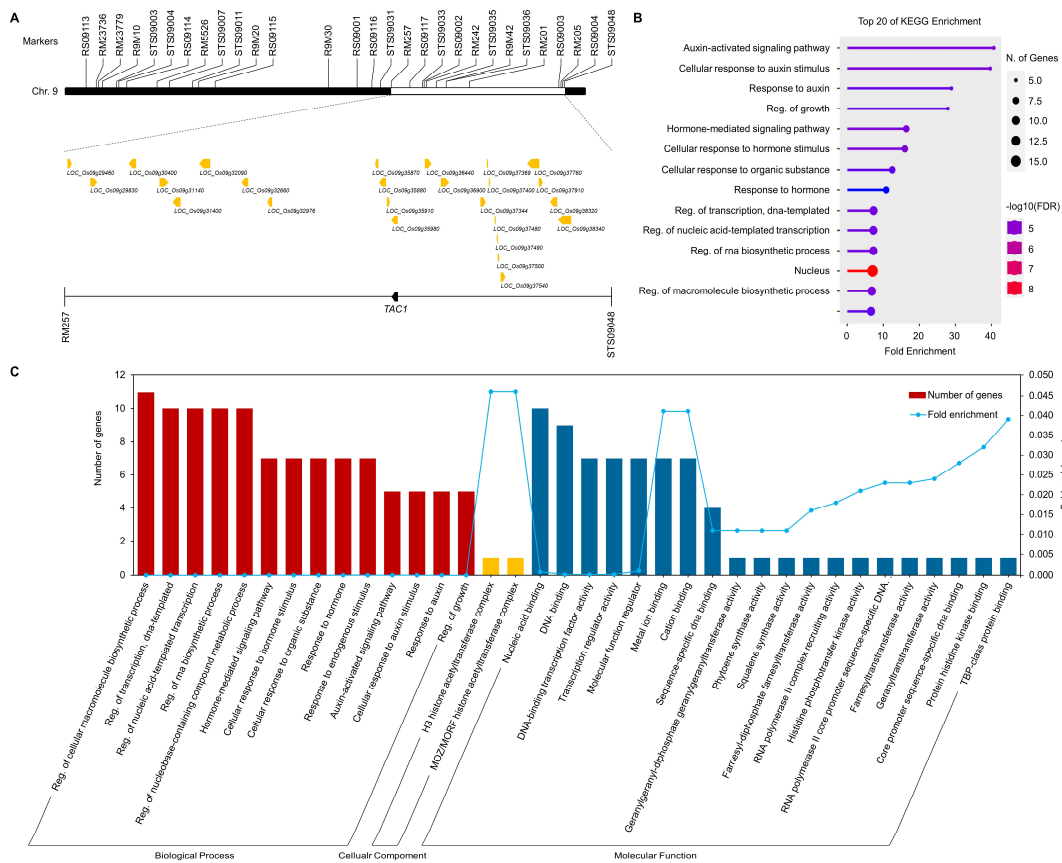 A
Markers
RS09113
RM23736
RM23779
R9M10
STS09003
STS09004
RS09114
RM5526
STS09007
STS09011
R9M20
RS09115
R9M30
RS09001
RS09116
STS09031
RM257
RS09117
STS09033
RS09002
RM242
STS09035
R9M42
STS09036
RM201
RS09003
RM205
RS09004
STS09048
Chr. 9
LOC_Os09g29460
LOC_Os09g30400
LOC_Os09g32090
LOC_Os09g35870
LOC_Os09g36440
LOC_Os09g37369
LOC_Os09g37760
LOC_Os09g29830
LOC_Os09g31140
LOC_Os09g32660
LOC_Os09g35890
LOC_Os09g36900
LOC_Os09g37400
LOC_Os09g37910
LOC_Os09g31400
LOC_Os09g32976
LOC_Os09g35910
LOC_Os09g37344
LOC_Os09g38320
LOC_Os09g35980
LOC_Os09g37480
LOC_Os09g38340
LOC_Os09g37490
LOC_Os09g37500
LOC_Os09g37540
TAC1
RM257
STS09048
B
Top 20 of KEGG Enrichment
Auxin-activated signaling pathway
Cellular response to auxin stimulus
Response to auxin
Reg. of growth
Hormone-mediated signaling pathway
Cellular response to hormone stimulus
Cellular response to organic substance
Response to hormone
Reg. of transcription, dna-templated
Reg. of nucleic acid-templated transcription
Reg. of rna biosynthetic process
Nucleus
Reg. of macromolecule biosynthetic process
0 10 20 30 40
Fold Enrichment
N. of Genes
5.0
7.5
10.0
12.5
15.0
-log10(FDR)
5
6
7
8
C
Number of genes
12
10
8
6
4
2
0
0.050
0.045
0.040
0.035
0.030
0.025
0.020
0.015
0.010
0.005
0.000
Number of genes
Fold enrichment
Reg. of cellular macromolecule biosynthetic process
Reg. of transcription, dna-templated
Reg. of nucleic acid-templated transcription
Reg. of rna biosynthetic process
Reg. of nucleobase-containing compound metabolic process
Hormone-mediated signaling pathway
Cellular response to hormone stimulus
Cellular response to organic substance
Response to hormone
Response to endogenous stimulus
Auxin-activated signaling pathway
Cellular response to auxin stimulus
Response to auxin
Reg. of growth
H3 histone acetyltransferase complex
MOZ/MORF histone acetyltransferase complex
Nucleic acid binding
DNA binding
DNA-binding transcription factor activity
Transcription regulator activity
Molecular function regulator
Metal ion binding
Cation binding
Sequence-specific dna binding
Geranylgeranyl-diphosphate geranylgeranyltransferase activity
Phytoene synthase activity
Squalene synthase activity
Farnesyl-diphosphate farnesyltransferase activity
RNA polymerase II complex recruiting activity
Histidine phosphotransfer kinase activity
RNA polymerase II core promoter sequence-specific DNA...
Farnesyltranstransferase activity
Geranyltranstransferase activity
Core promoter sequence-specific dna binding
Protein histidine kinase binding
TBP-class protein binding
Biological Process
Cellualr Component
Molecular Function